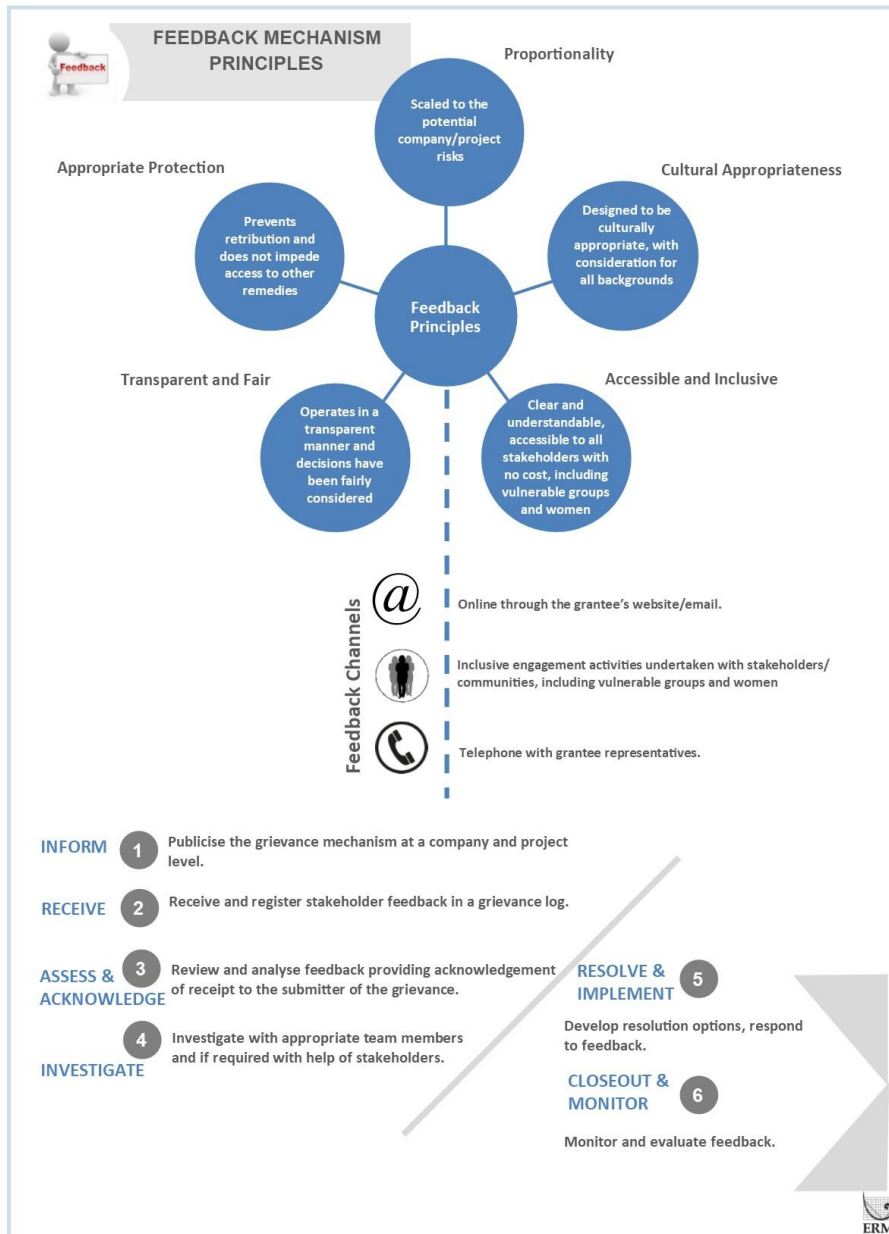 Feedback
FEEDBACK MECHANISM
PRINCIPLES
Proportionality
Scaled to the
potential
company/project
risks
Appropriate Protection
Prevents
retribution and
does not impede
access to other
remedies
Cultural Appropriateness
Designed to be
culturally
appropriate, with
consideration for
all backgrounds
Feedback
Principles
Transparent and Fair
Operates in a
transparent
manner and
decisions have
been fairly
considered
Accessible and Inclusive
Clear and
understandable,
accessible to all
stakeholders with
no cost, including
vulnerable groups
and women
Feedback Channels
@
Online through the grantee's website/email.
Inclusive engagement activities undertaken with stakeholders/
communities, including vulnerable groups and women
Telephone with grantee representatives.
INFORM
1
Publicise the grievance mechanism at a company and project
level.
RECEIVE
2
Receive and register stakeholder feedback in a grievance log.
ASSESS &
ACKNOWLEDGE
3
Review and analyse feedback providing acknowledgement
of receipt to the submitter of the grievance.
INVESTIGATE
4
Investigate with appropriate team members
and if required with help of stakeholders.
RESOLVE &
IMPLEMENT
5
Develop resolution options, respond
to feedback.
CLOSEOUT &
MONITOR
6
Monitor and evaluate feedback.
ERM